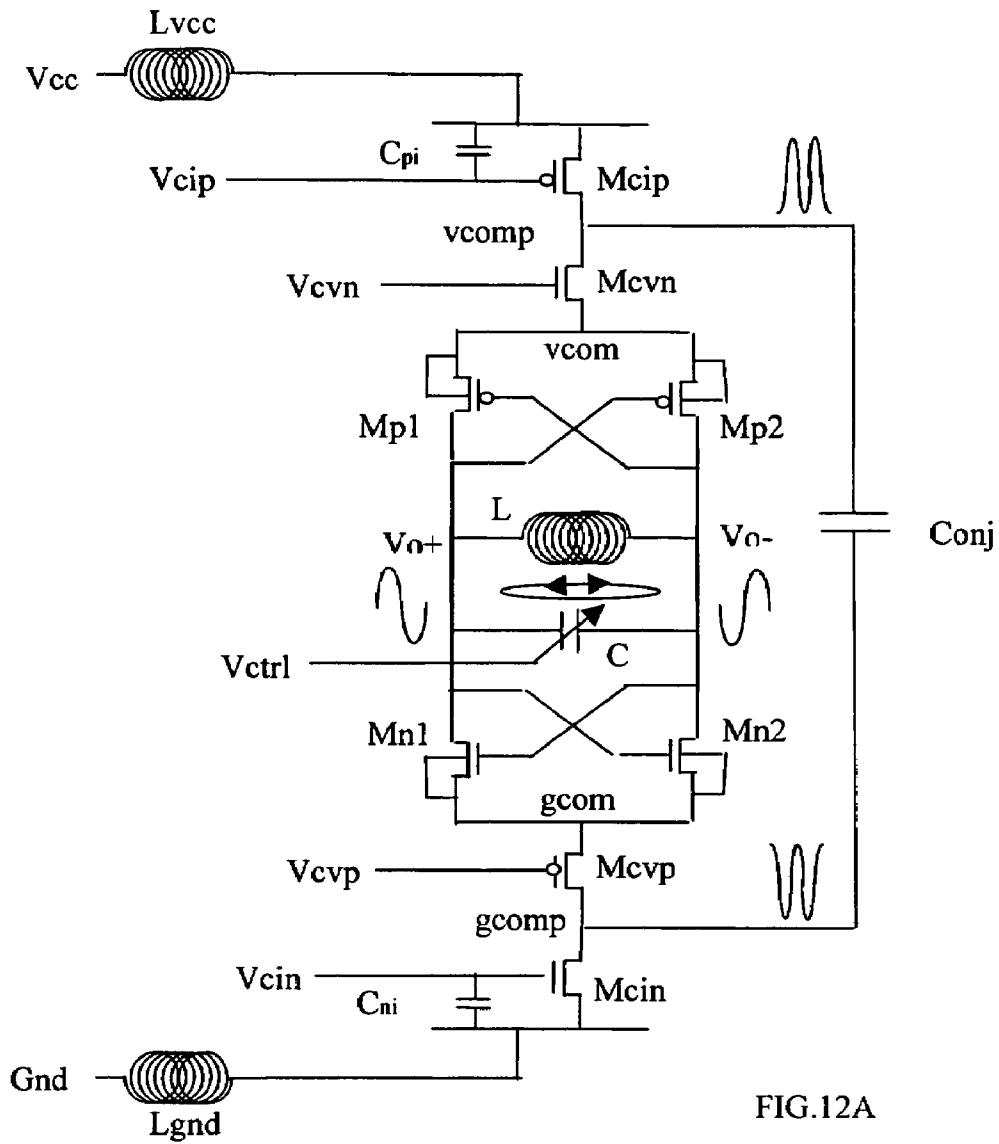 Lvcc
Vcc
Cpi
Vcip
Mcip
vcomp
Vcvn
Mcvn
vcom
Mp1
Mp2
L
Vo+
Vo-
Conj
Vctrl
C
Mn1
Mn2
gcom
Vcvp
Mcvp
gcomp
Vcin
Cni
Mcin
Gnd
Lgnd
FIG.12A